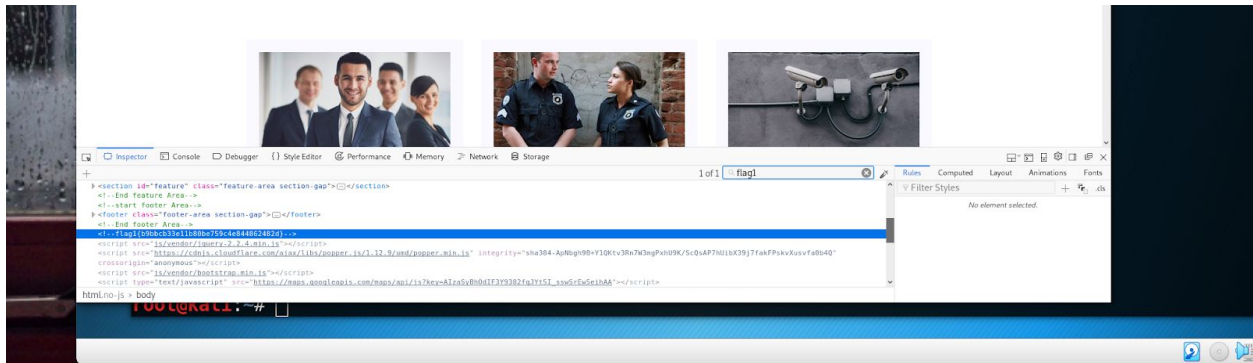 Inspector Console Debugger Style Editor Performance Memory Network Storage
+ 1 of 1 flag1 Rules Computed Layout Animations Fonts
<section id="feature" class="feature-area section-gap"></section>
Filter Styles + .cls
<!--End feature Area-->
<!--start footer Area-->
No element selected.
<footer class="footer-area section-gap"></footer>
<!--End footer Area-->
<!--flag1{b9bbcb33e11b80be759c4e844862482d}-->
<script src="js/vendor/jquery-2.2.4.min.js"></script>
<script src="https://cdnjs.cloudflare.com/ajax/libs/popper.js/1.12.9/umd/popper.min.js" integrity="sha384-ApNbgh9B+Y1QKtv3Rn7W3mgPxhU9K/ScQsAP7hUibX39j7fakFPskvXusvfa0b4Q"
crossorigin="anonymous"></script>
<script src="js/vendor/bootstrap.min.js"></script>
<script type="text/javascript" src="https://maps.googleapis.com/maps/api/js?key=AIzaSyBhOdIF3Y9382fqJYt5I_sswSrEw5eihAA"></script>
html.no-js > body
root@kali:~#